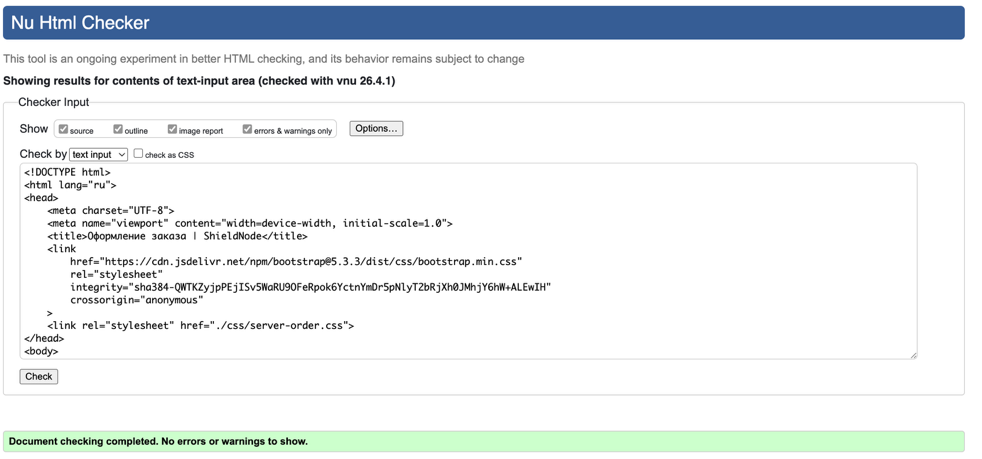 Nu Html Checker
This tool is an ongoing experiment in better HTML checking, and its behavior remains subject to change
Showing results for contents of text-input area (checked with vnu 26.4.1)
Checker Input
Show source outline image report errors & warnings only Options...
Check by text input check as CSS
<!DOCTYPE html>
<html lang="ru">
<head>
<meta charset="UTF-8">
<meta name="viewport" content="width=device-width, initial-scale=1.0">
<title>Оформление заказа | ShieldNode</title>
<link
href="https://cdn.jsdelivr.net/npm/bootstrap@5.3.3/dist/css/bootstrap.min.css"
rel="stylesheet"
integrity="sha384-QWTKZyjpPEjISv5WaRU9OFeRpok6YctnYmDr5pNlyT2bRjXh0JMhjY6hW+ALEwIH"
crossorigin="anonymous"
>
<link rel="stylesheet" href="./css/server-order.css">
</head>
<body>
Check
Document checking completed. No errors or warnings to show.